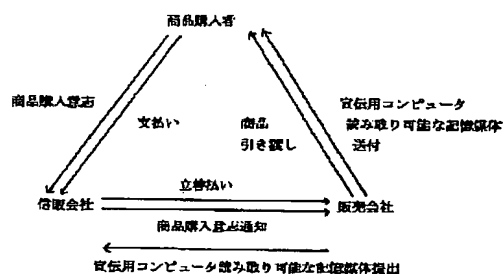 商品購入者
商品購入意志
支払い
商品
引き渡し
宣伝用コンピュータ
読み取り可能な記憶媒体
送付
立替払い
信販会社
販売会社
商品購入意志通知
宣伝用コンピュータ読み取り可能な記憶媒体提出